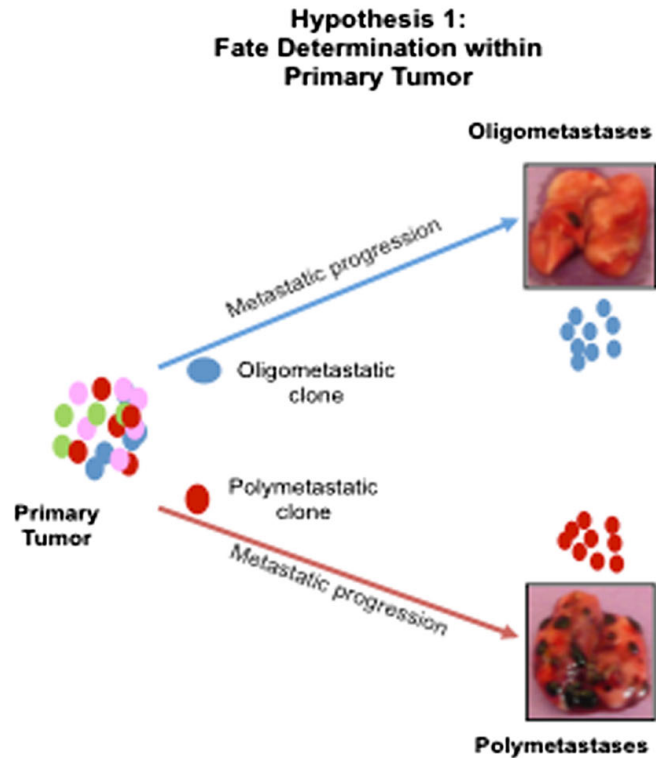 Hypothesis 1:
Fate Determination within
Primary Tumor
Oligometastases
Metastatic progression
Oligometastatic
clone
Polymetastatic
clone
Primary
Tumor
Metastatic progression
Polymetastases